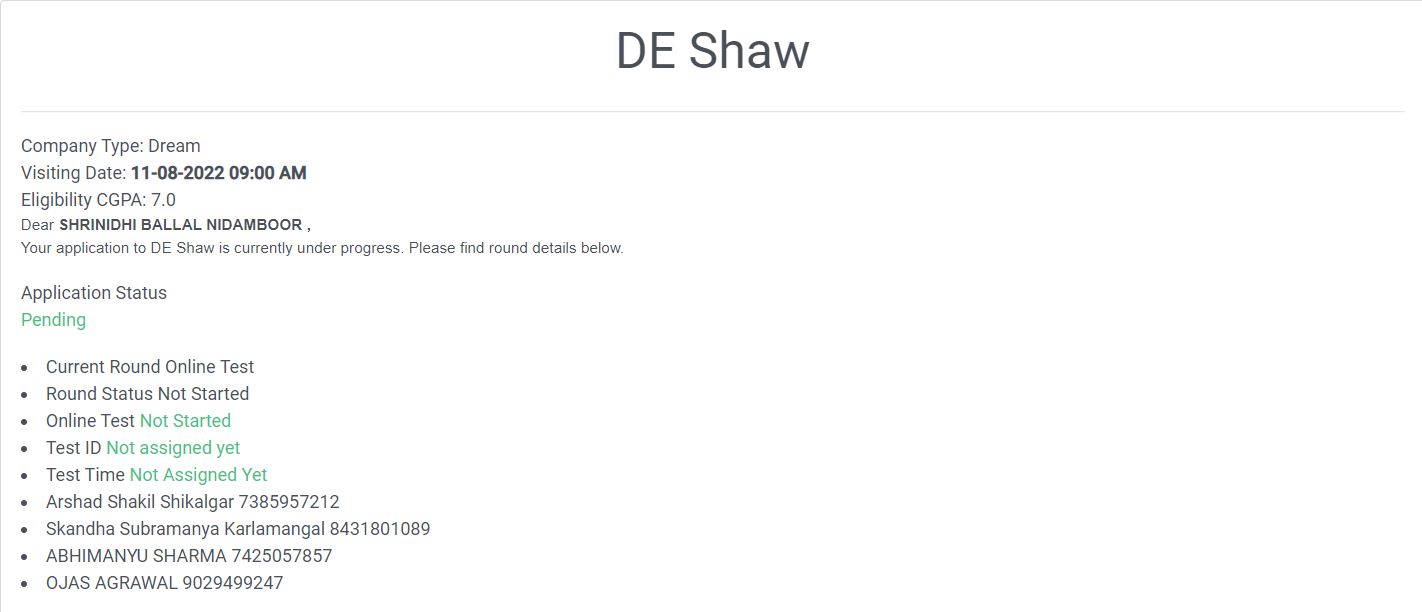 DE Shaw
Company Type: Dream
Visiting Date: 11-08-2022 09:00 AM
Eligibility CGPA: 7.0
Dear SHRINIDHI BALLAL NIDAMBOOR ,
Your application to DE Shaw is currently under progress. Please find round details below.
Application Status
Pending
Current Round Online Test
Round Status Not Started
Online Test Not Started
Test ID Not assigned yet
Test Time Not Assigned Yet
Arshad Shakil Shikalgar 7385957212
Skandha Subramanya Karlamangal 8431801089
ABHIMANYU SHARMA 7425057857
OJAS AGRAWAL 9029499247